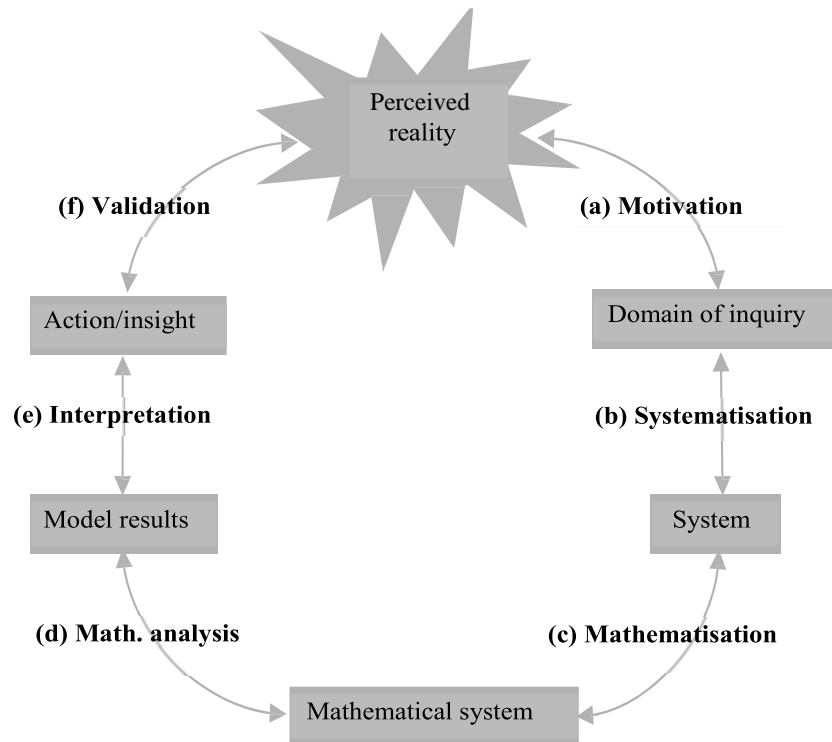 Perceived
reality
(f) Validation
(a) Motivation
Action/insight
Domain of inquiry
(e) Interpretation
(b) Systematisation
Model results
System
(d) Math. analysis
(c) Mathematisation
Mathematical system